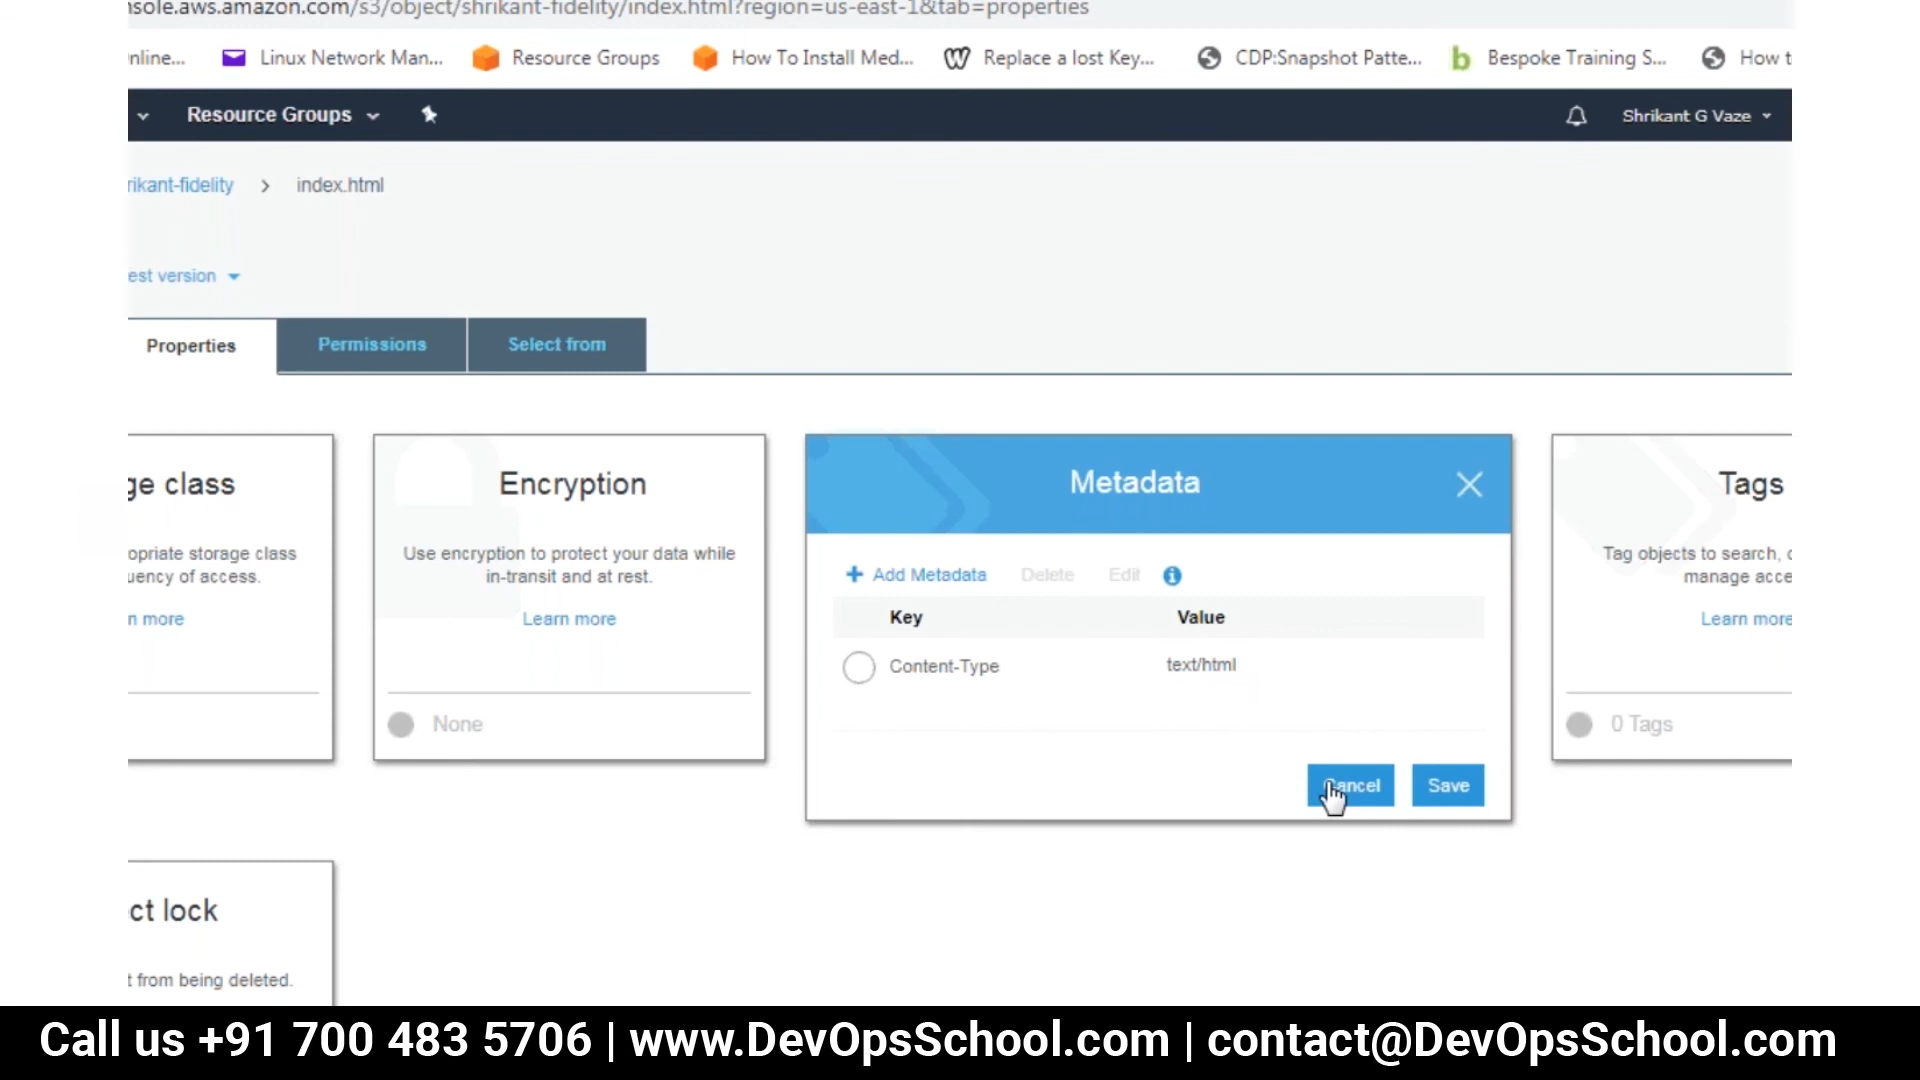 nsole.aws.amazon.com/s3/object/shrikant-fidelity/index.html?region=us-east-1&tab=properties
nline... Linux Network Man... Resource Groups How To Install Med... Replace a lost Key... CDP:Snapshot Patte... Bespoke Training S... How t
Resource Groups Shrikant G Vaze
rikant-fidelity > index.html
est version
Properties Permissions Select from
ge class
opriate storage class
uency of access.
n more
Encryption
Use encryption to protect your data while
in-transit and at rest.
Learn more
None
Metadata
Add Metadata Delete Edit
Key Value
Content-Type text/html
Cancel Save
Tags
Tag objects to search, o
manage acce
Learn more
0 Tags
ct lock
t from being deleted.
Call us +91 700 483 5706 | www.DevOpsSchool.com | contact@DevOpsSchool.com